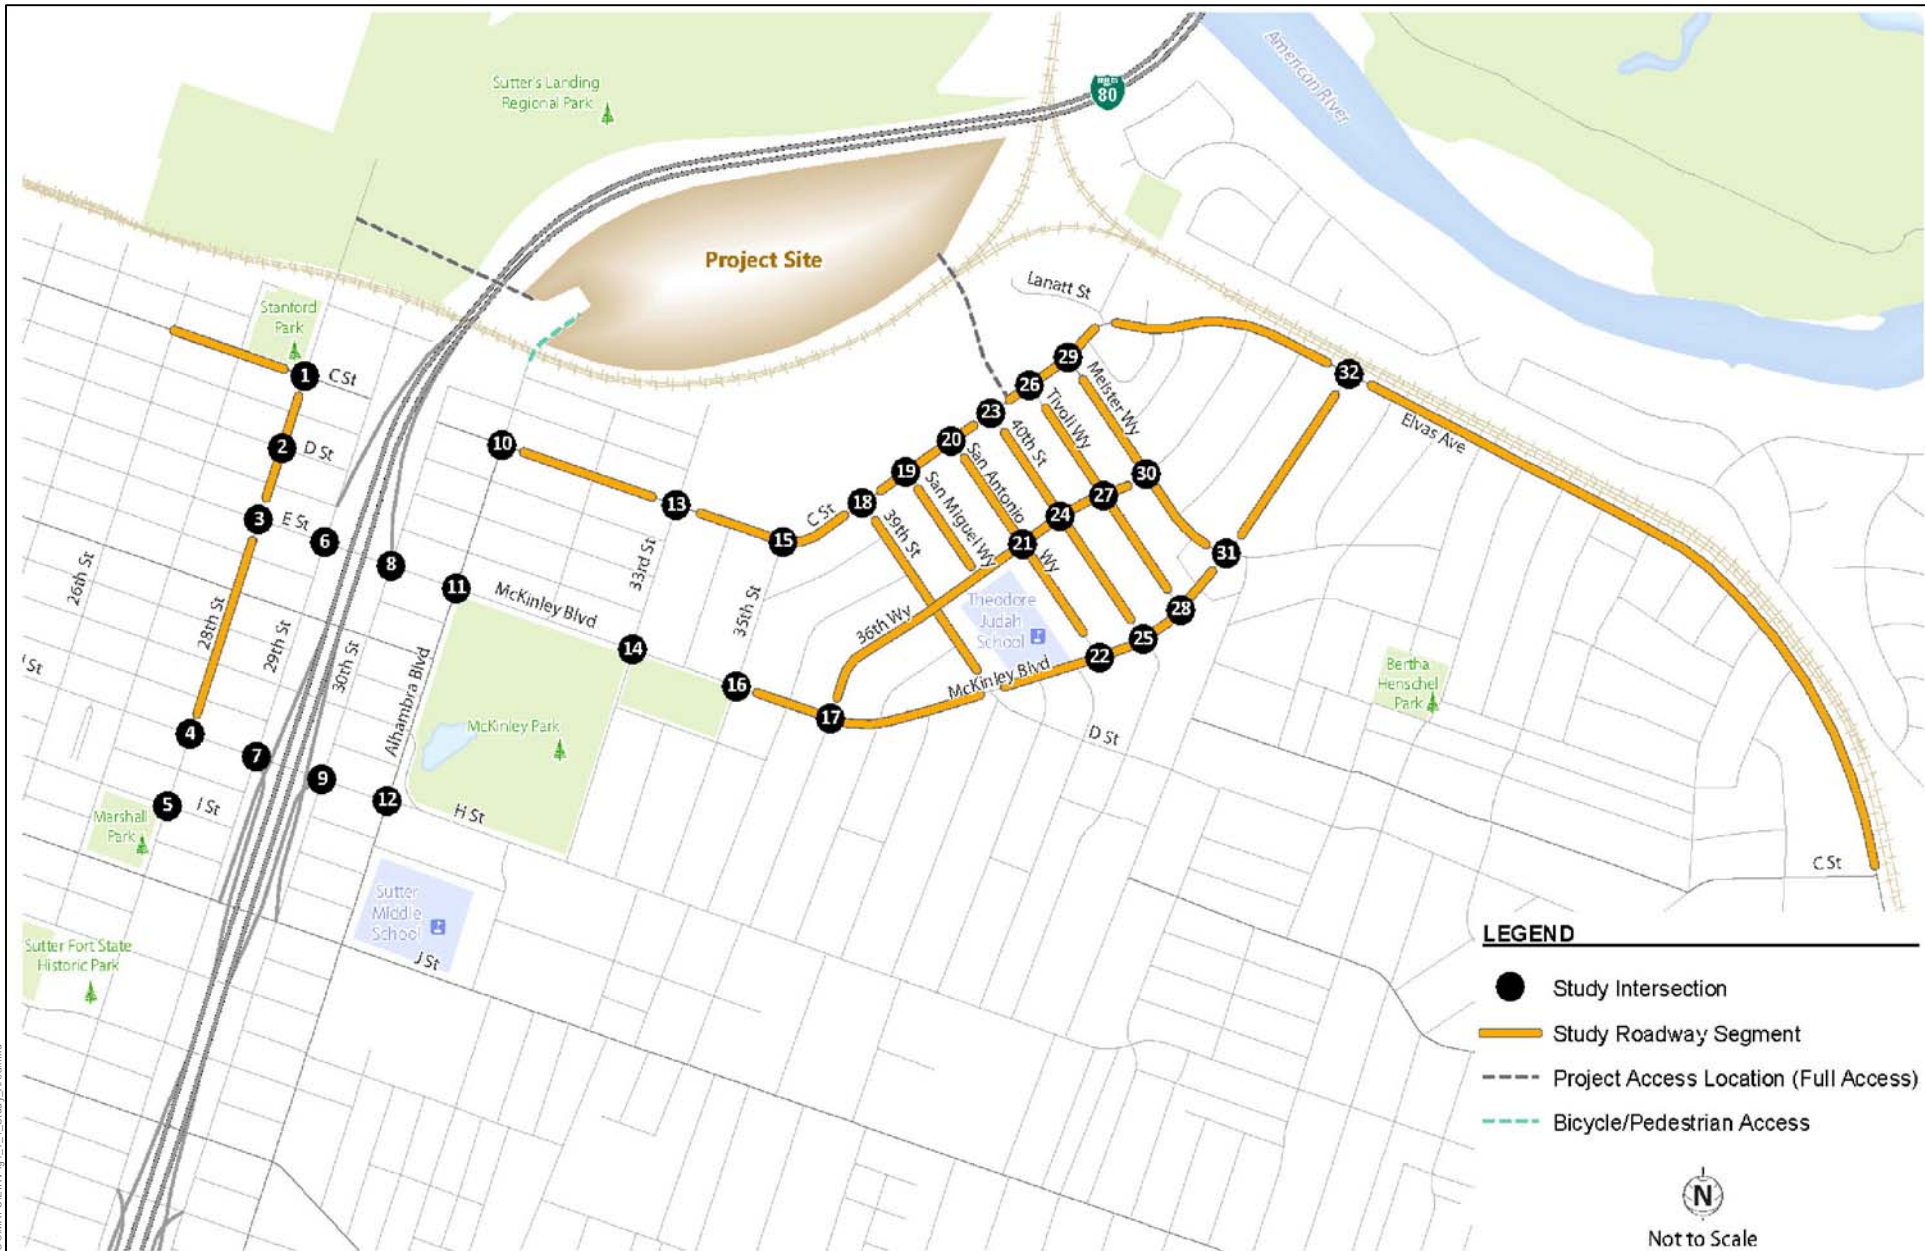 Sutter's Landing
Regional Park
80
American River
Project Site
Lanatt St
Stanford
Park
1
C St
2
D St
3
E St
6
8
11
4
7
9
12
5
I St
26th St
28th St
29th St
30th St
Alhambra Blvd
10
13
15
C St
18
19
20
23
26
29
32
Meister Wy
Tivoli Wy
40th St
San Antonio
Wy
San Miguel Wy
39th St
30
27
24
21
31
28
25
22
Elvas Ave
33rd St
35th St
McKinley Blvd
14
16
17
36th Wy
McKinley Blvd
Theodore
Judah
School
D St
Bertha
Henschel
Park
McKinley Park
H St
Marshall
Park
Sutter
Middle
School
J St
Sutter Fort State
Historic Park
C St
LEGEND
Study Intersection
Study Roadway Segment
Project Access Location (Full Access)
Bicycle/Pedestrian Access
N
Not to Scale